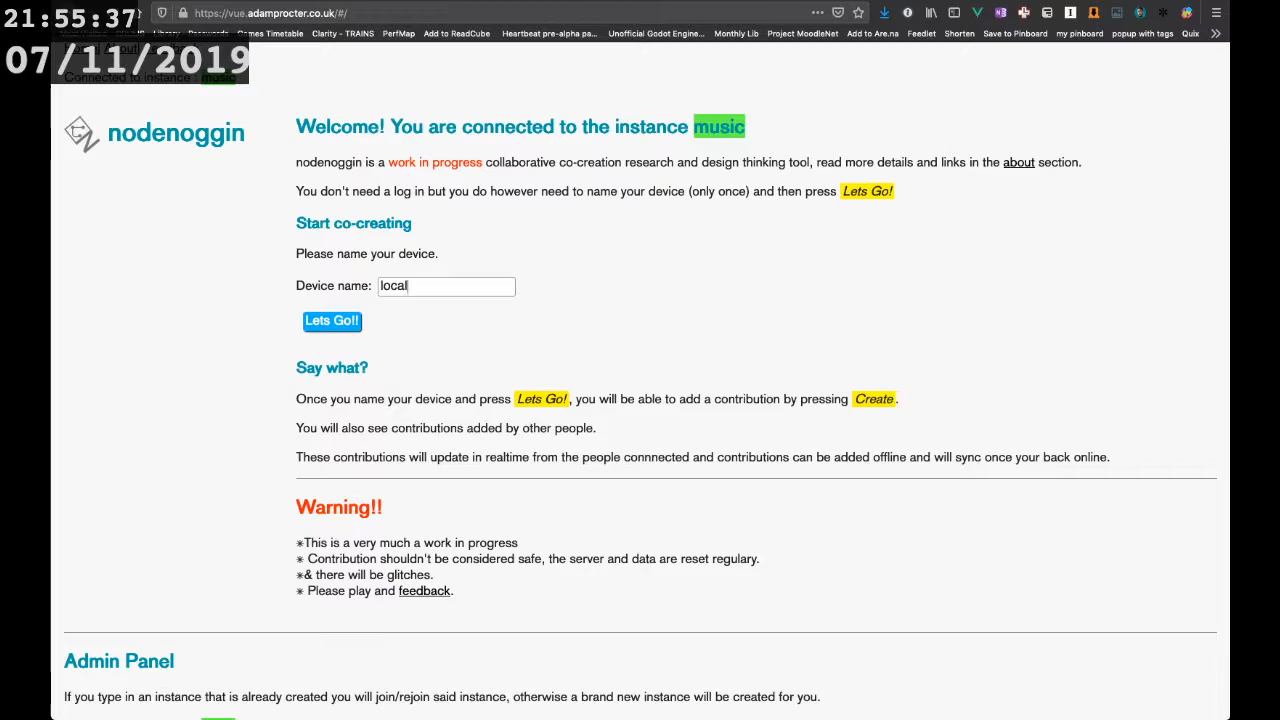 21:55:37
07/11/2019
https://vue.adamprocter.co.uk/#/
Library Passwords Games Timetable Clarity - TRAINS PerfMap Add to ReadCube Heartbeat pre-alpha pa... Unofficial Godot Engine... Monthly Lib Project MoodleNet Add to Are.na Feedlet Shorten Save to Pinboard my pinboard popup with tags Quix
Connected to instance : music
nodenoggin
Welcome! You are connected to the instance music
nodenoggin is a work in progress collaborative co-creation research and design thinking tool, read more details and links in the about section.
You don't need a log in but you do however need to name your device (only once) and then press Lets Go!
Start co-creating
Please name your device.
Device name: local
Lets Go!!
Say what?
Once you name your device and press Lets Go!, you will be able to add a contribution by pressing Create.
You will also see contributions added by other people.
These contributions will update in realtime from the people connnected and contributions can be added offline and will sync once your back online.
Warning!!
✳This is a very much a work in progress
✳ Contribution shouldn't be considered safe, the server and data are reset regulary.
✳& there will be glitches.
✳ Please play and feedback.
Admin Panel
If you type in an instance that is already created you will join/rejoin said instance, otherwise a brand new instance will be created for you.